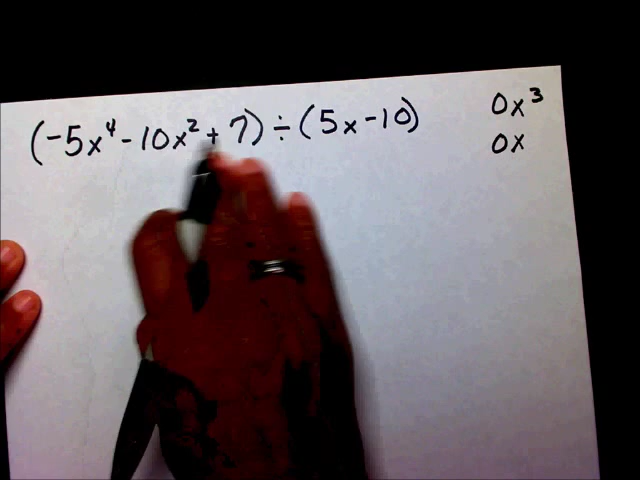 (-5x⁴ - 10x² + 7) ÷ (5x - 10)
0x³
0x